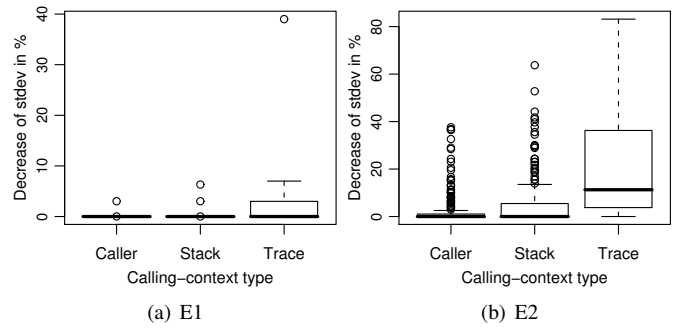 Decrease of stdev in %
40
30
20
10
0
Caller Stack Trace
Calling−context type
(a) E1
Decrease of stdev in %
80
60
40
20
0
Caller Stack Trace
Calling−context type
(b) E2